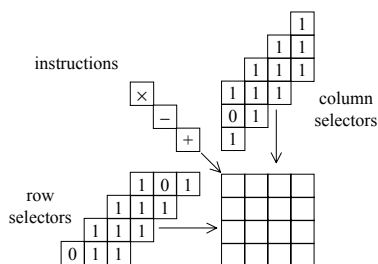 instructions
×
−
+
1
1 1
1 1 1
1 1 1
0 1
1
column
selectors
row
selectors
1 0 1
1 1 1
1 1 1
0 1 1